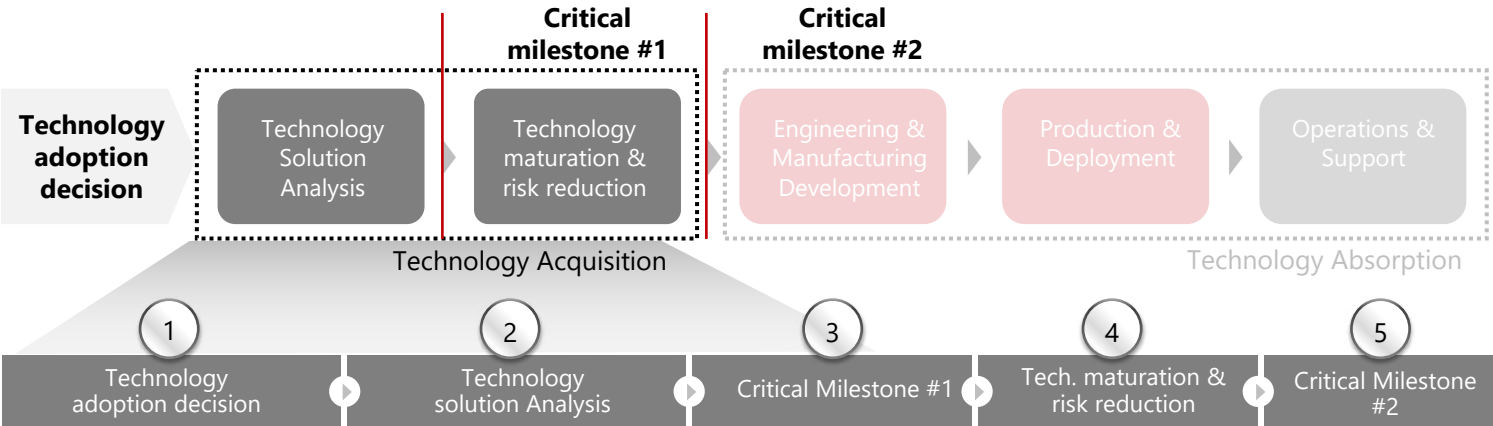 Critical
milestone #1
Critical
milestone #2
Technology
adoption
decision
Technology
Solution
Analysis
Technology
maturation &
risk reduction
Engineering &
Manufacturing
Development
Production &
Deployment
Operations &
Support
Technology Acquisition
Technology Absorption
1
2
3
4
5
Technology
adoption decision
Technology
solution Analysis
Critical Milestone #1
Tech. maturation &
risk reduction
Critical Milestone
#2